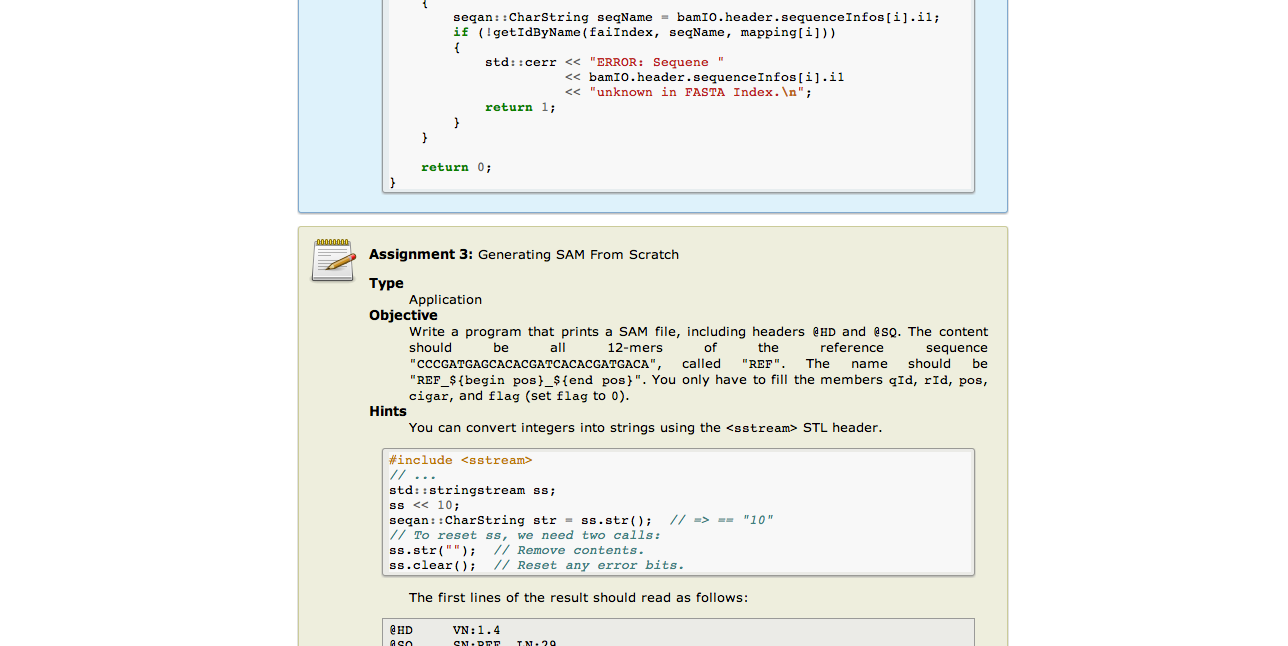 {
seqan::CharString seqName = bamIO.header.sequenceInfos[i].i1;
if (!getIdByName(faiIndex, seqName, mapping[i]))
{
std::cerr << "ERROR: Sequene "
<< bamIO.header.sequenceInfos[i].i1
<< "unknown in FASTA Index.\n";
return 1;
}
}
return 0;
}
Assignment 3: Generating SAM From Scratch
Type
Application
Objective
Write a program that prints a SAM file, including headers @HD and @SQ. The content
should be all 12-mers of the reference sequence
"CCCGATGAGCACACGATCACACGATGACA", called "REF". The name should be
"REF_${begin pos}_${end pos}". You only have to fill the members qId, rId, pos,
cigar, and flag (set flag to 0).
Hints
You can convert integers into strings using the <sstream> STL header.
#include <sstream>
// ...
std::stringstream ss;
ss << 10;
seqan::CharString str = ss.str();  // => == "10"
// To reset ss, we need two calls:
ss.str("");  // Remove contents.
ss.clear();  // Reset any error bits.
The first lines of the result should read as follows:
@HD VN:1.4
@SQ SN:REF LN:29